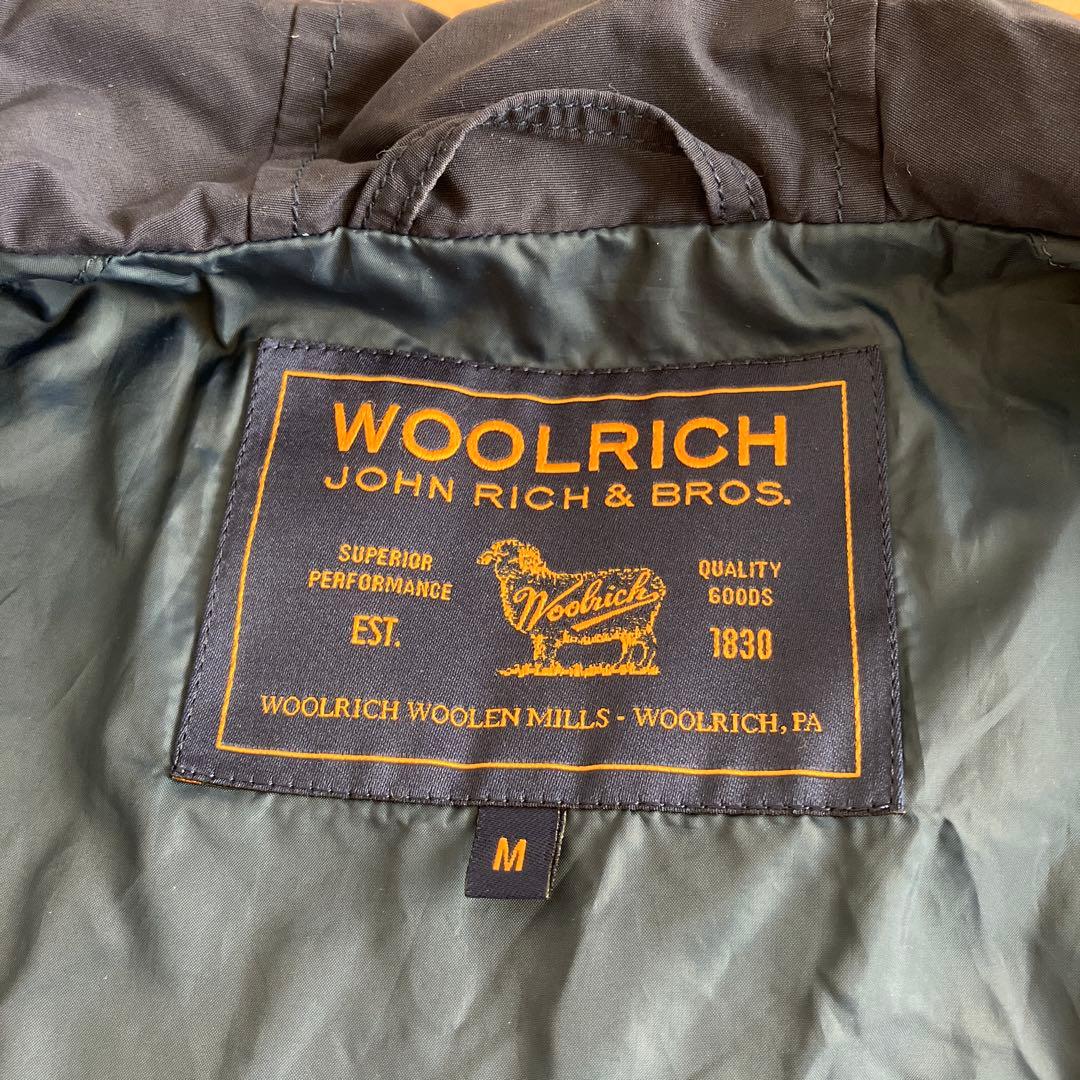 WOOLRICH
JOHN RICH & BROS.
SUPERIOR
PERFORMANCE
EST.
Woolrich
QUALITY
GOODS
1830
WOOLRICH WOOLEN MILLS - WOOLRICH, PA
M